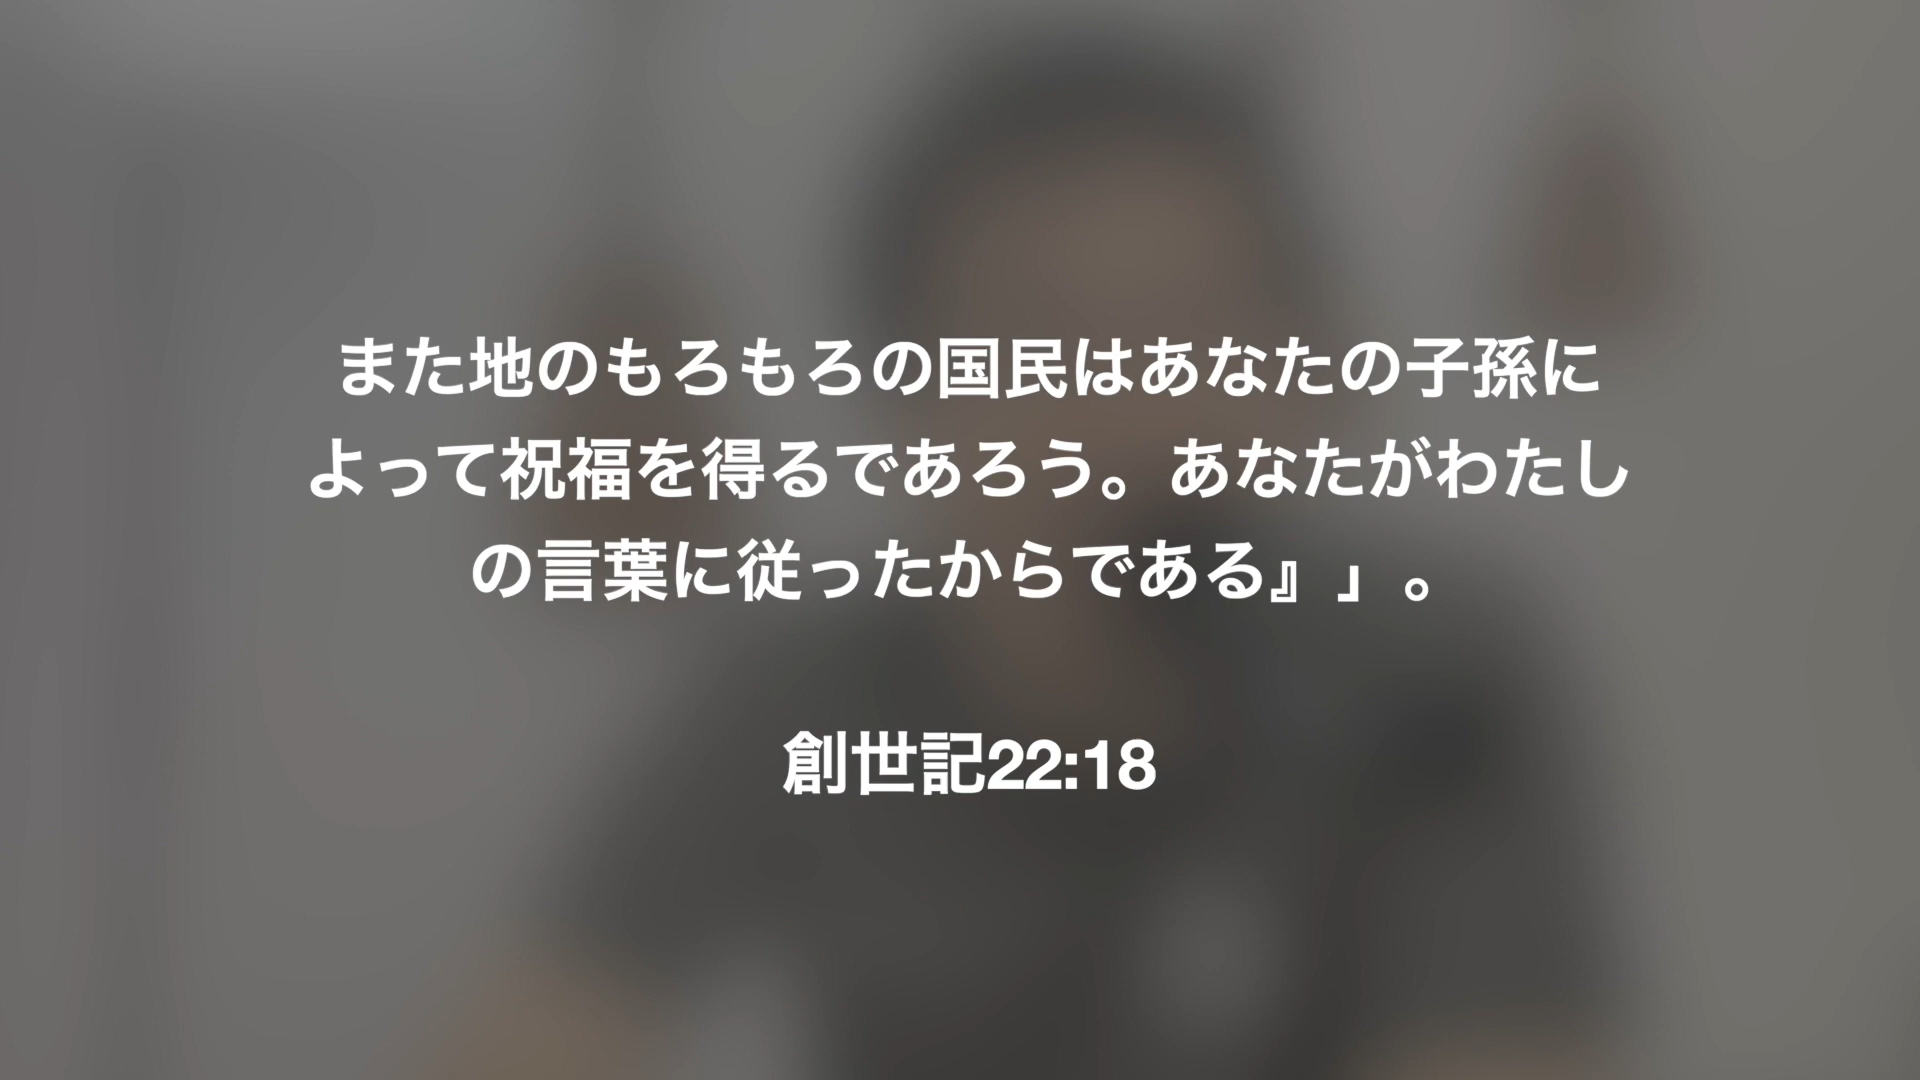 また地のもろもろの国民はあなたの子孫に
よって祝福を得るであろう。あなたがわたし
の言葉に従ったからである』」。
創世記22:18